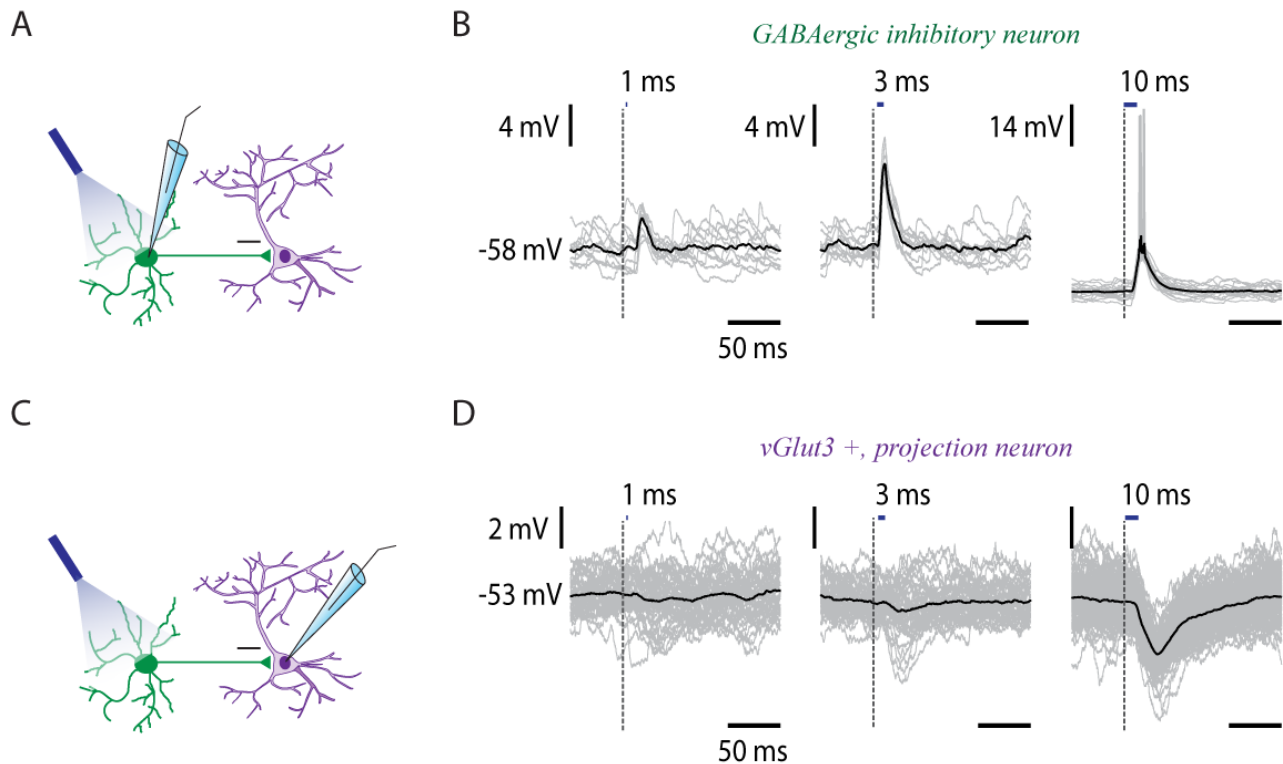 A
B
GABAergic inhibitory neuron
1 ms
3 ms
10 ms
4 mV
4 mV
14 mV
-58 mV
50 ms
C
D
vGlut3 +, projection neuron
1 ms
3 ms
10 ms
2 mV
-53 mV
50 ms